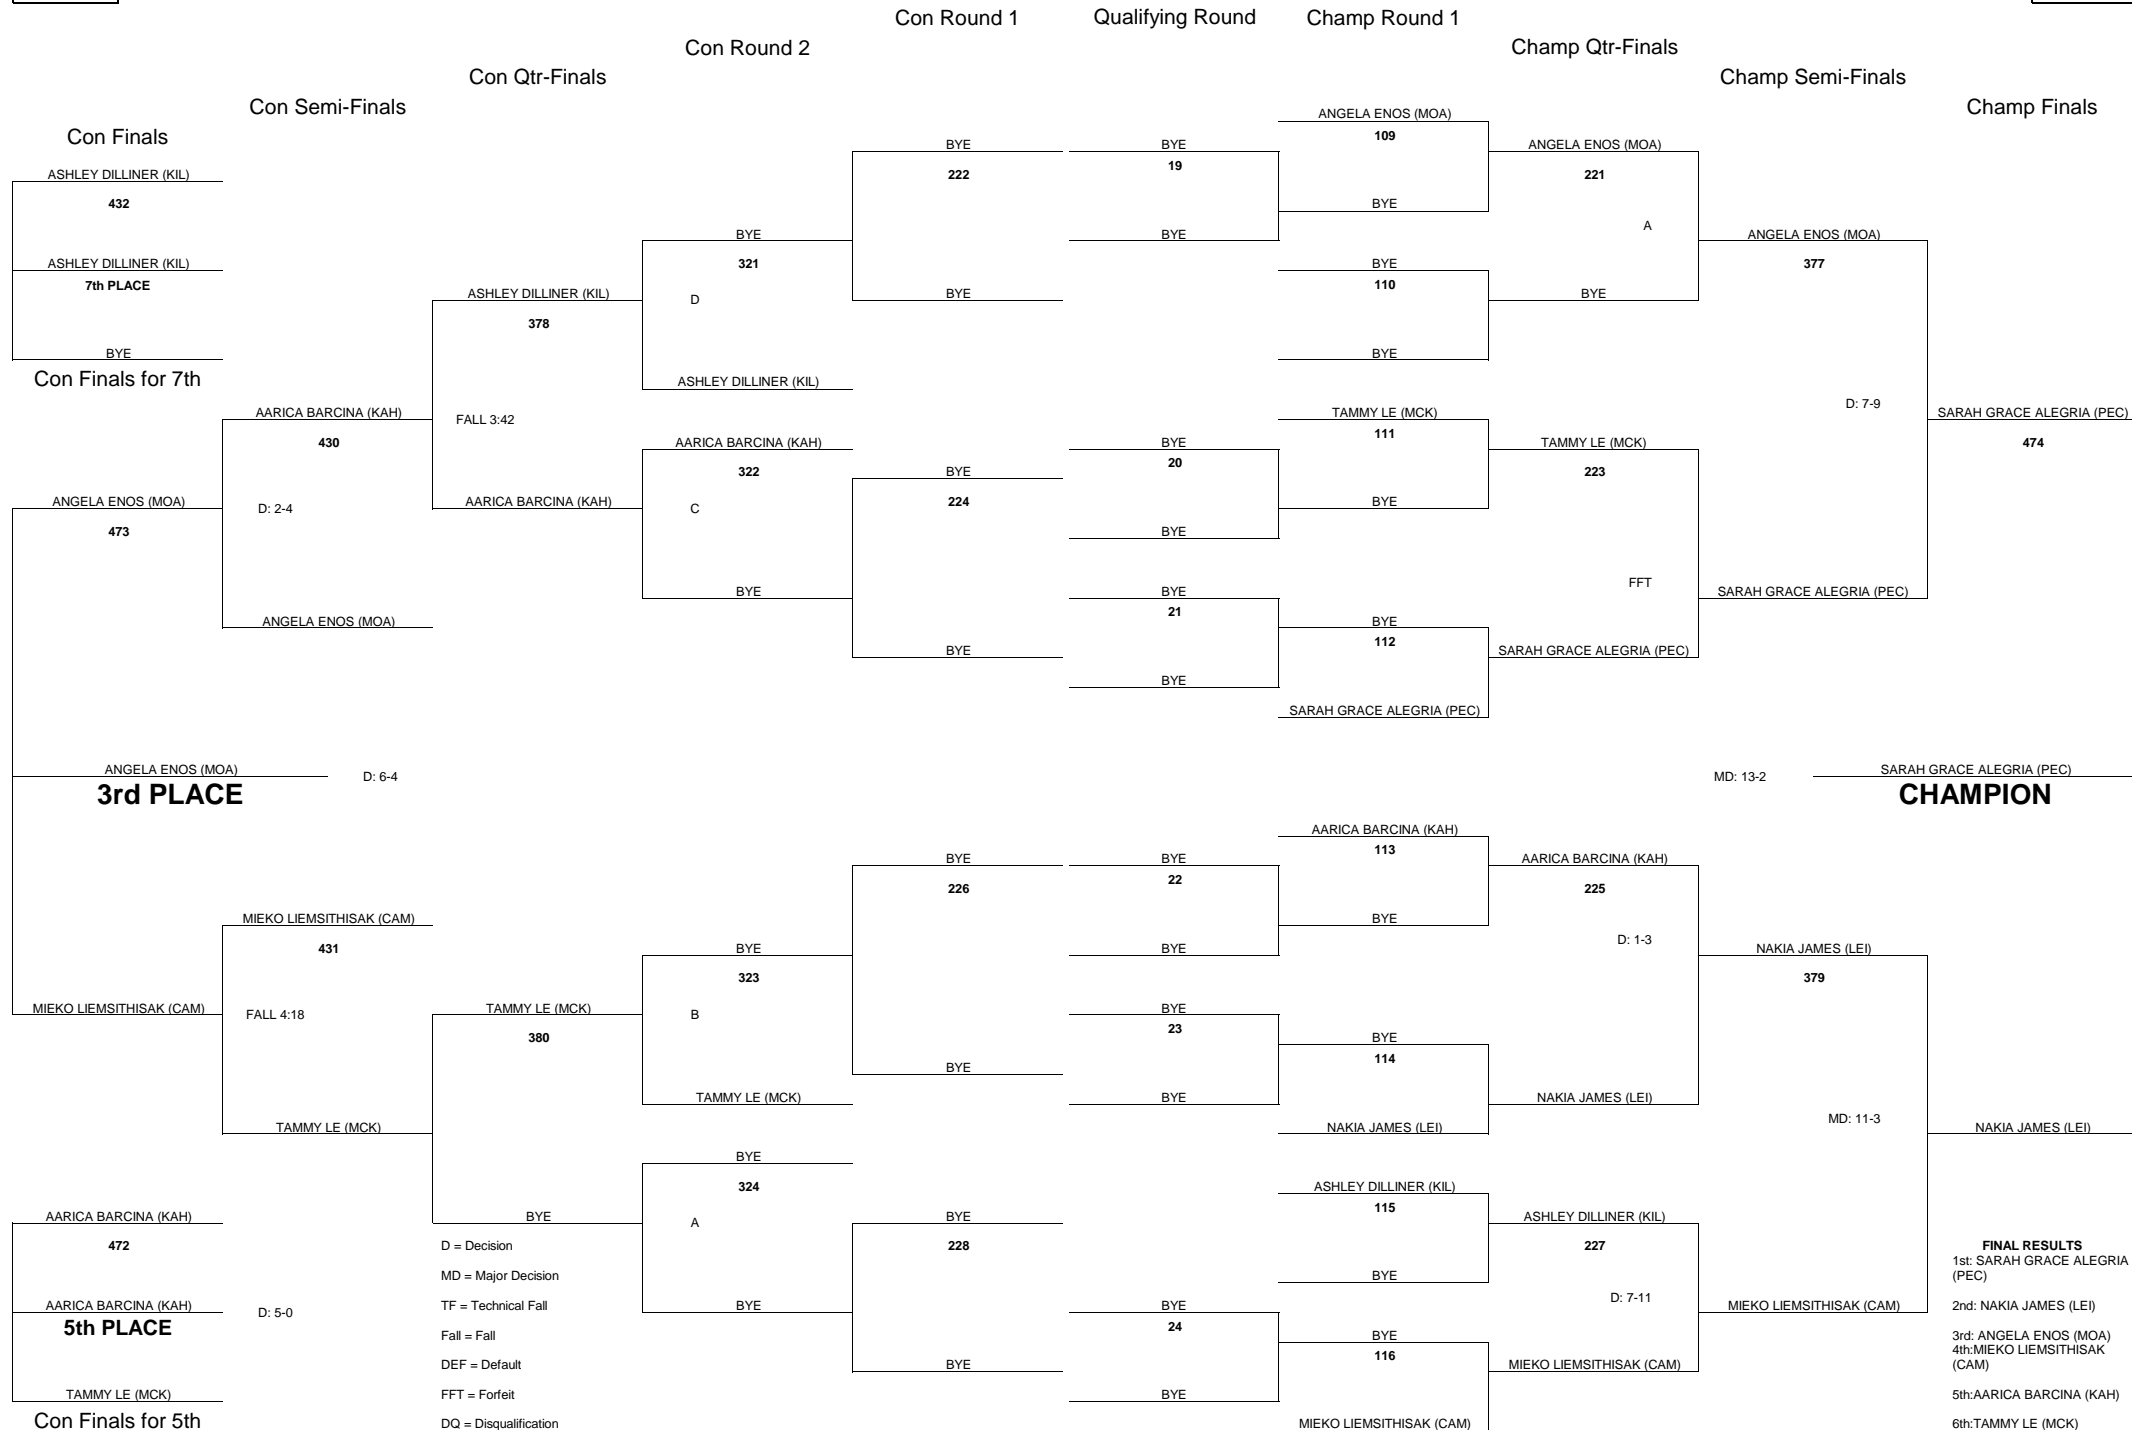 Con Round 1
Qualifying Round
Champ Round 1
Con Round 2
Champ Qtr-Finals
Con Qtr-Finals
Champ Semi-Finals
Con Semi-Finals
Champ Finals
Con Finals
ASHLEY DILLINER (KIL)
432
ASHLEY DILLINER (KIL)
7th PLACE
BYE
Con Finals for 7th
ANGELA ENOS (MOA)
473
ANGELA ENOS (MOA)
3rd PLACE
D: 6-4
MIEKO LIEMSITHISAK (CAM)
AARICA BARCINA (KAH)
472
AARICA BARCINA (KAH)
5th PLACE
D: 5-0
TAMMY LE (MCK)
Con Finals for 5th
AARICA BARCINA (KAH)
430
D: 2-4
ANGELA ENOS (MOA)
MIEKO LIEMSITHISAK (CAM)
431
FALL 4:18
TAMMY LE (MCK)
ASHLEY DILLINER (KIL)
378
FALL 3:42
AARICA BARCINA (KAH)
TAMMY LE (MCK)
380
BYE
D = Decision
MD = Major Decision
TF = Technical Fall
Fall = Fall
DEF = Default
FFT = Forfeit
DQ = Disqualification
BYE
321
D
ASHLEY DILLINER (KIL)
AARICA BARCINA (KAH)
322
C
BYE
BYE
323
B
TAMMY LE (MCK)
BYE
324
A
BYE
BYE
222
BYE
BYE
224
BYE
BYE
226
BYE
BYE
228
BYE
BYE
19
BYE
BYE
20
BYE
BYE
21
BYE
BYE
22
BYE
BYE
23
BYE
BYE
24
BYE
ANGELA ENOS (MOA)
109
BYE
BYE
110
BYE
TAMMY LE (MCK)
111
BYE
BYE
112
SARAH GRACE ALEGRIA (PEC)
AARICA BARCINA (KAH)
113
BYE
BYE
114
NAKIA JAMES (LEI)
ASHLEY DILLINER (KIL)
115
BYE
BYE
116
MIEKO LIEMSITHISAK (CAM)
ANGELA ENOS (MOA)
221
A
BYE
TAMMY LE (MCK)
223
FFT
SARAH GRACE ALEGRIA (PEC)
AARICA BARCINA (KAH)
225
D: 1-3
NAKIA JAMES (LEI)
ASHLEY DILLINER (KIL)
227
D: 7-11
MIEKO LIEMSITHISAK (CAM)
ANGELA ENOS (MOA)
377
D: 7-9
SARAH GRACE ALEGRIA (PEC)
NAKIA JAMES (LEI)
379
MD: 11-3
MIEKO LIEMSITHISAK (CAM)
SARAH GRACE ALEGRIA (PEC)
474
MD: 13-2
SARAH GRACE ALEGRIA (PEC)
CHAMPION
NAKIA JAMES (LEI)
FINAL RESULTS
1st: SARAH GRACE ALEGRIA
(PEC)
2nd: NAKIA JAMES (LEI)
3rd: ANGELA ENOS (MOA)
4th:MIEKO LIEMSITHISAK
(CAM)
5th:AARICA BARCINA (KAH)
6th:TAMMY LE (MCK)